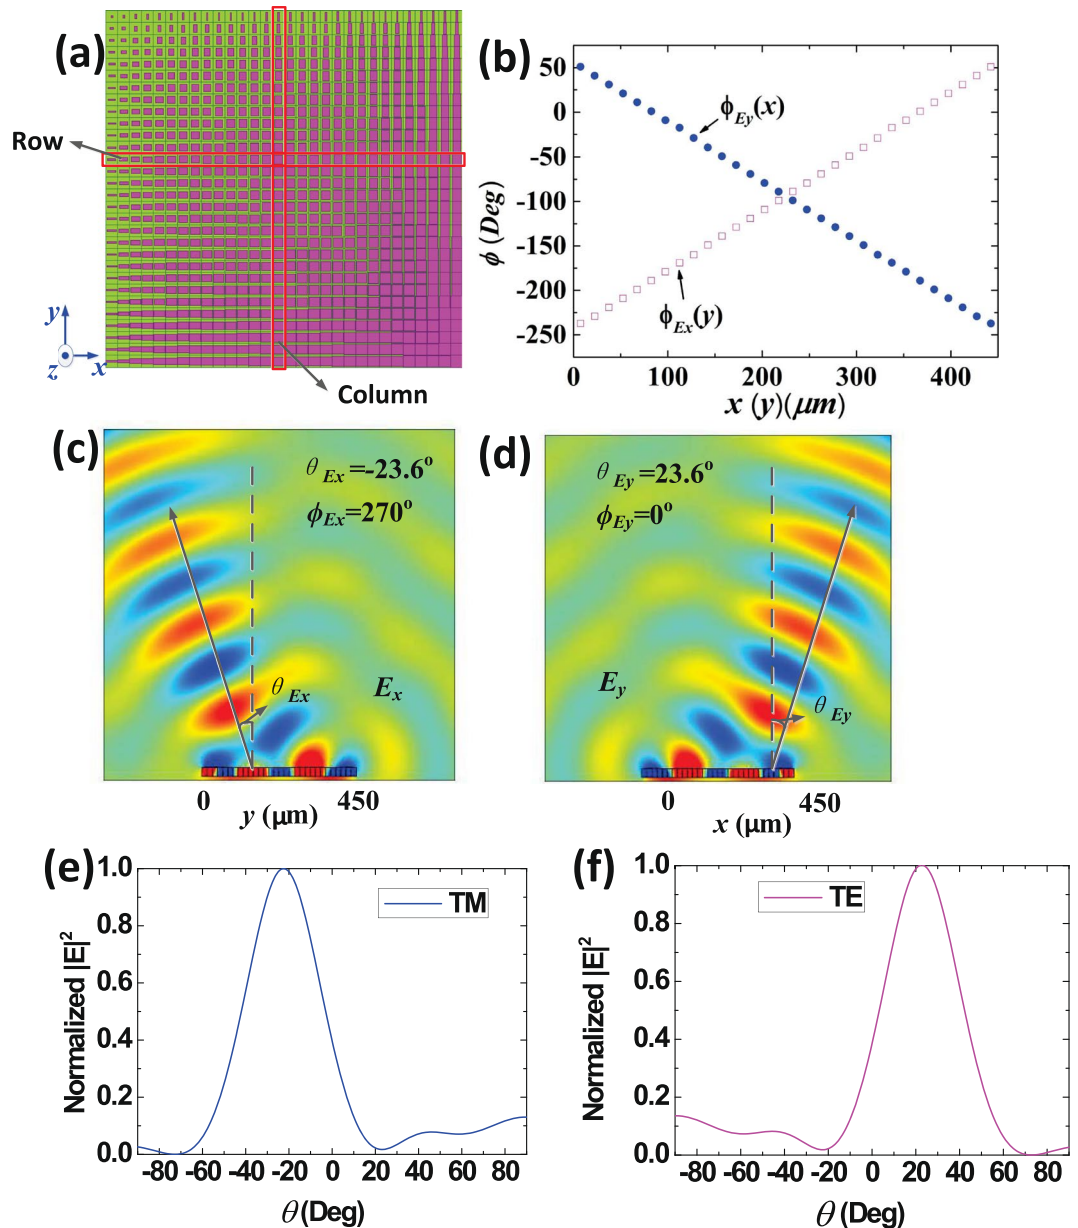 (a)
Row
Column
y
z
x
(b)
ϕ (Deg)
50
0
-50
-100
-150
-200
-250
ϕEy(x)
ϕEx(y)
0
100
200
300
400
x (y)(μm)
(c)
θ Ex=-23.6°
ϕEx=270°
Ex
θ Ex
0
450
y (μm)
(d)
θ Ey=23.6°
ϕEy=0°
Ey
θ Ey
0
450
x (μm)
(e)
Normalized |E|²
1.0
0.8
0.6
0.4
0.2
0.0
TM
-80 -60 -40 -20 0 20 40 60 80
θ (Deg)
(f)
Normalized |E|²
1.0
0.8
0.6
0.4
0.2
0.0
TE
-80 -60 -40 -20 0 20 40 60 80
θ (Deg)